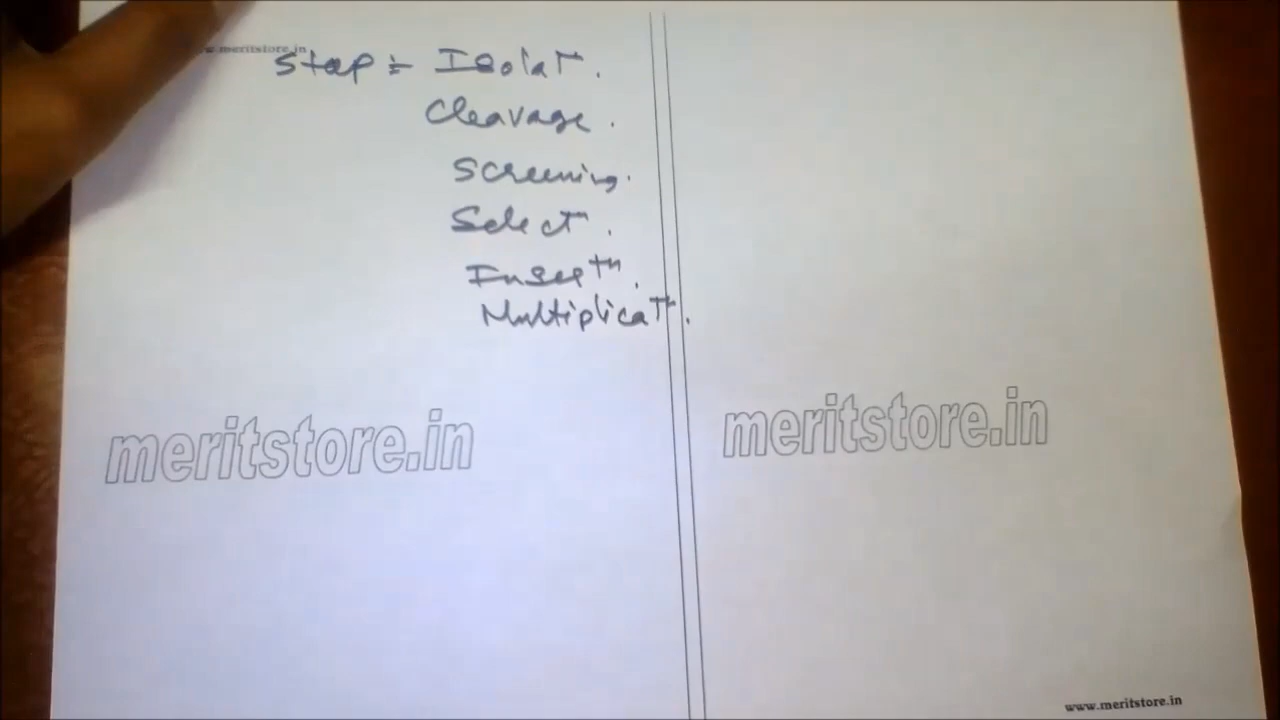 www.meritstore.in
Step :- Isolatn.
Cleavage.
Screening.
Selectn.
Insertn.
Multiplicatn.
meritstore.in meritstore.in
www.meritstore.in